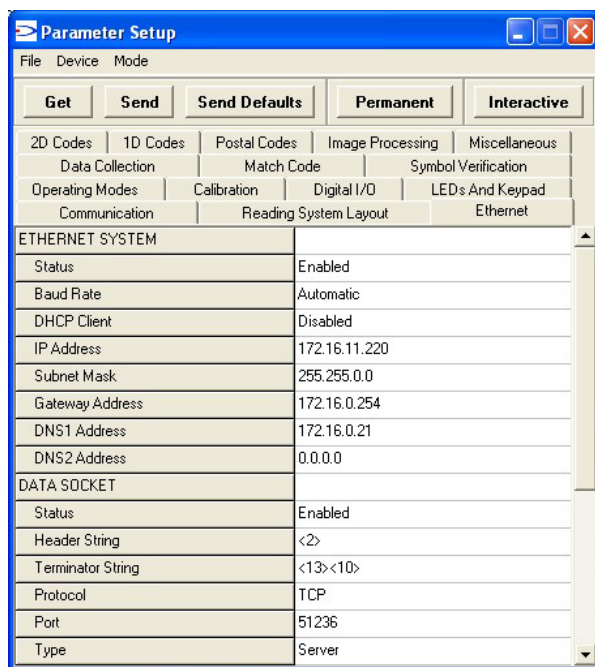 Parameter Setup
File Device Mode
Get Send Send Defaults Permanent Interactive
2D Codes 1D Codes Postal Codes Image Processing Miscellaneous
Data Collection Match Code Symbol Verification
Operating Modes Calibration Digital I/O LEDs And Keypad
Communication Reading System Layout Ethernet
ETHERNET SYSTEM
Status Enabled
Baud Rate Automatic
DHCP Client Disabled
IP Address 172.16.11.220
Subnet Mask 255.255.0.0
Gateway Address 172.16.0.254
DNS1 Address 172.16.0.21
DNS2 Address 0.0.0.0
DATA SOCKET
Status Enabled
Header String <2>
Terminator String <13><10>
Protocol TCP
Port 51236
Type Server